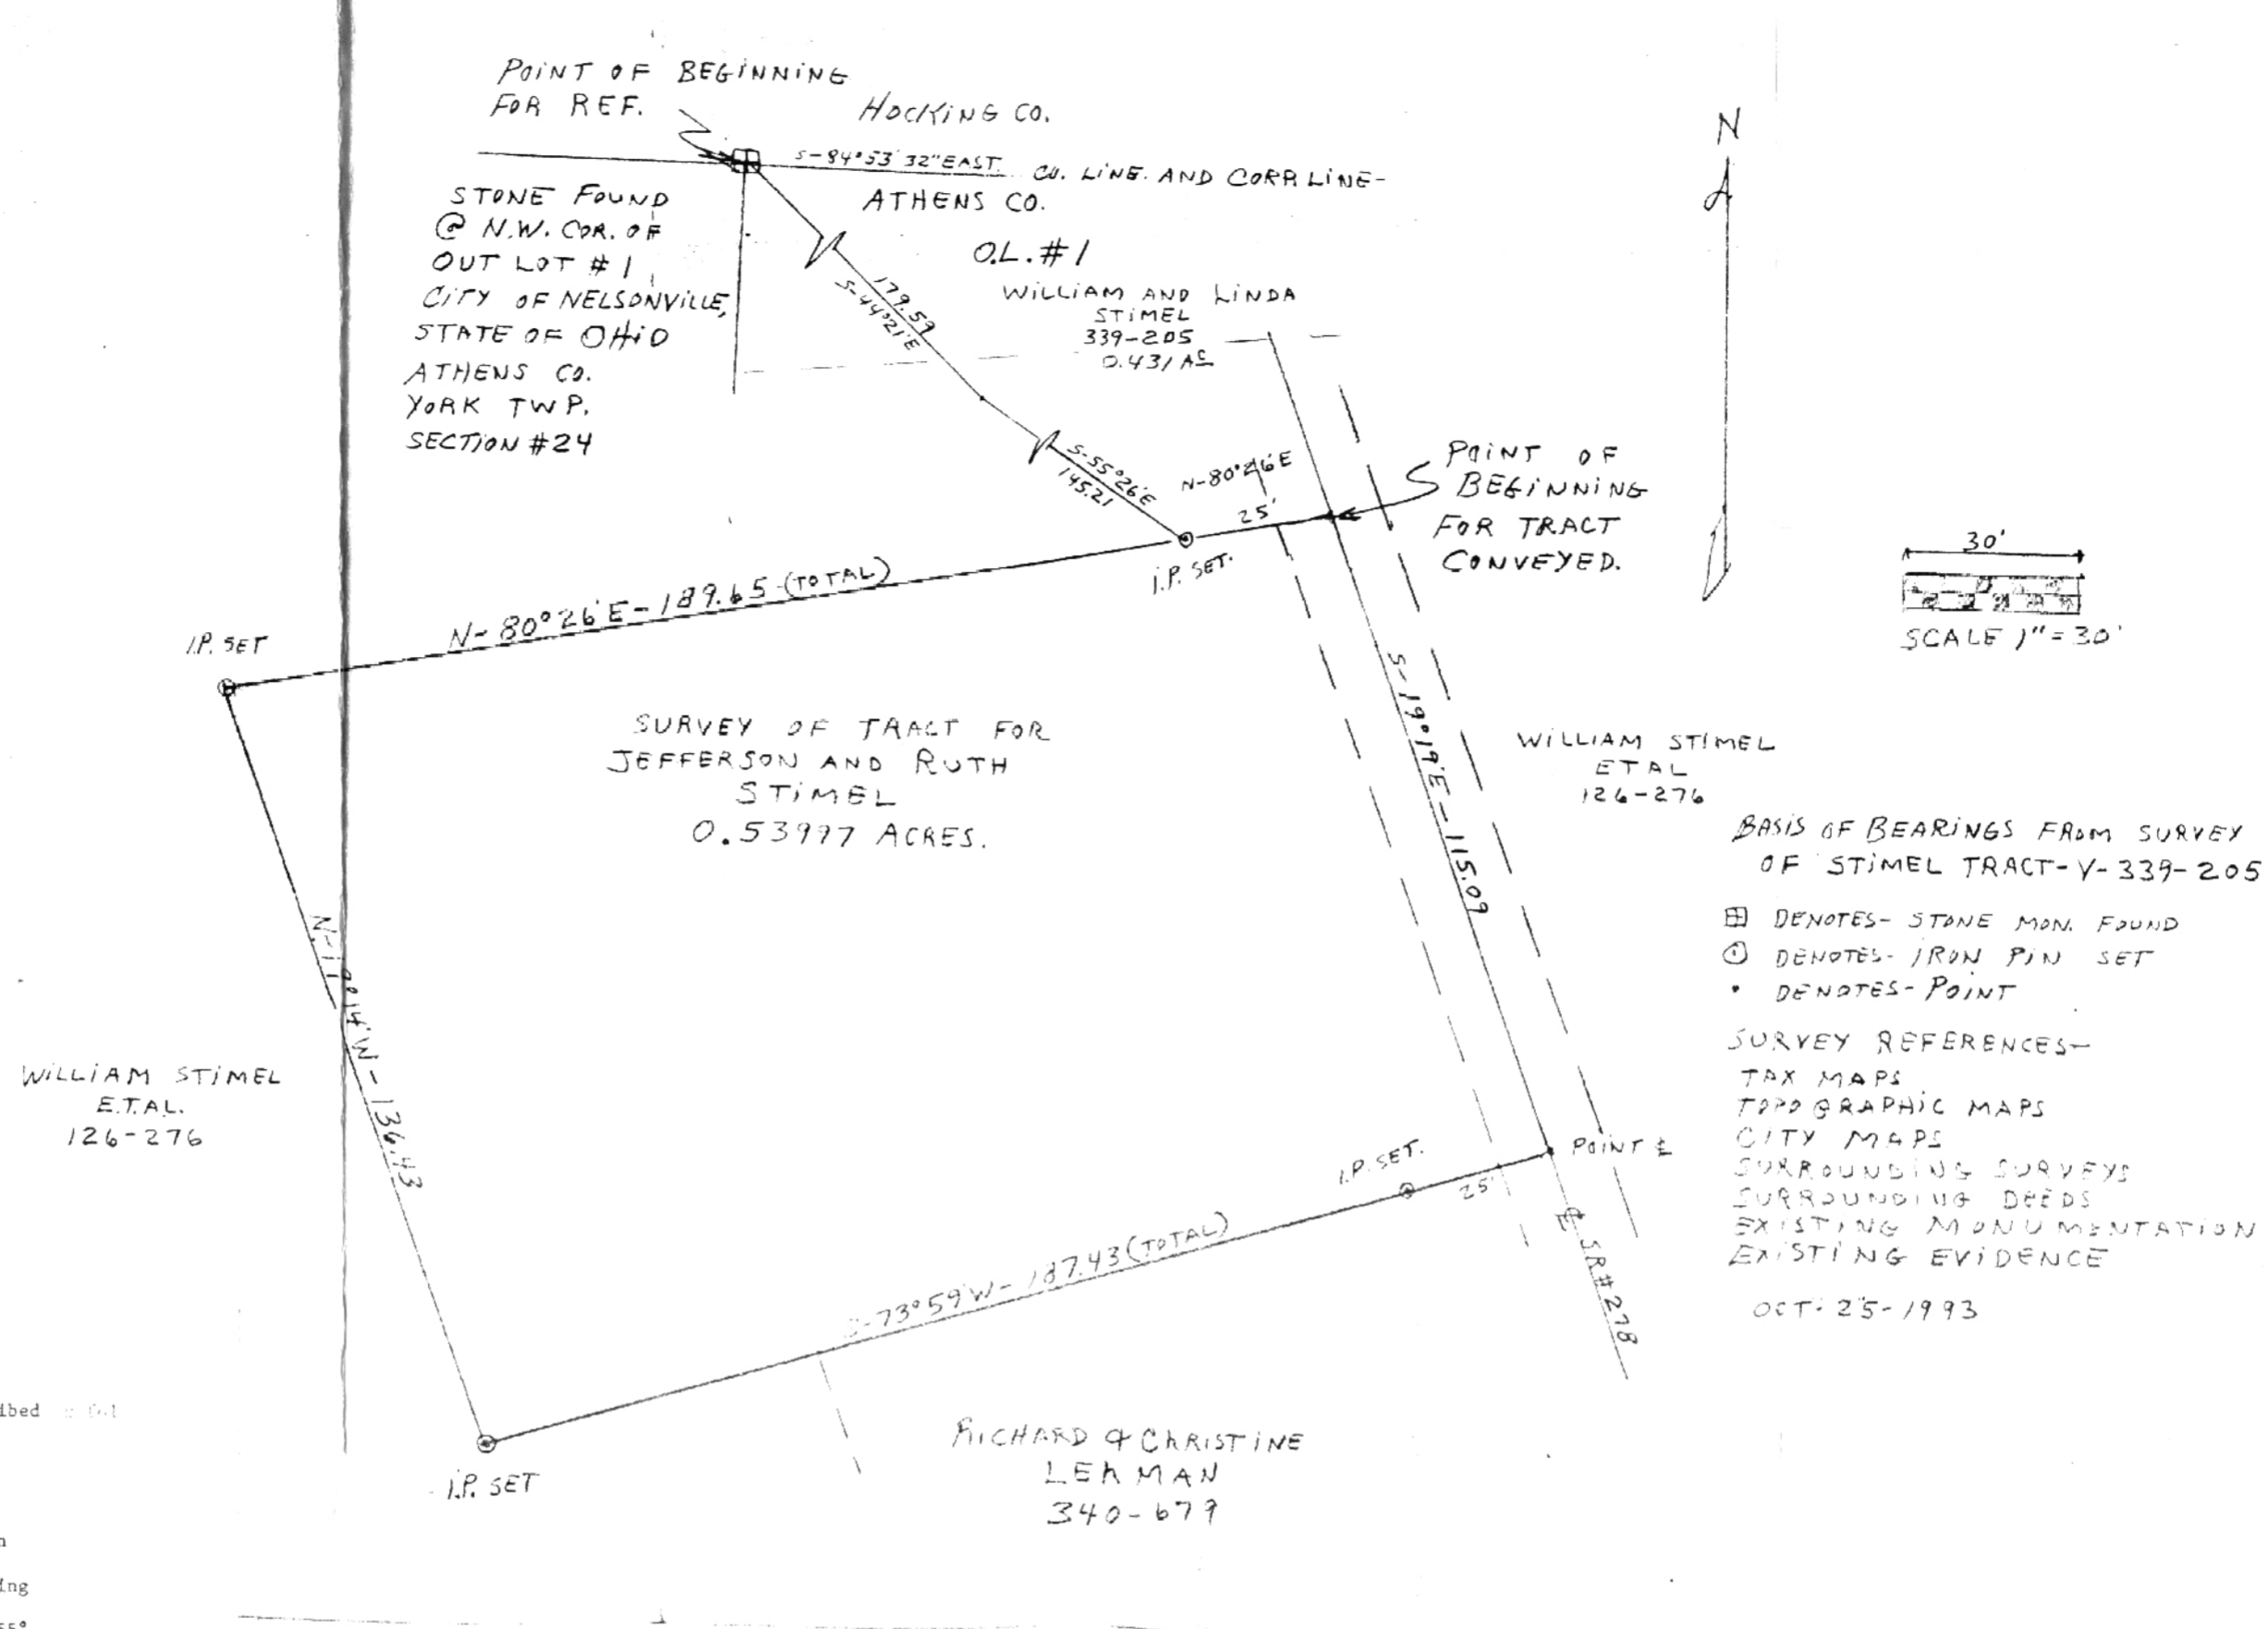 POINT OF BEGINNING
FOR REF.
HOCKING CO.
S-84°53'32" EAST.
CO. LINE. AND CORR LINE-
ATHENS CO.
STONE FOUND
@ N.W. COR. OF
OUT LOT #1
CITY OF NELSONVILLE,
STATE OF OHIO
ATHENS CO.
YORK TWP.
SECTION #24
O.L. #1
WILLIAM AND LINDA
STIMEL
339-205
0.431 AC
179.59
S-44°21'E
S-55°26'E
145.21
N-80°26'E
25'
I.P. SET.
POINT OF
BEGINNING
FOR TRACT
CONVEYED.
N
30'
SCALE 1"=30'
N-80°26'E-189.65-(TOTAL)
I.P. SET
SURVEY OF TRACT FOR
JEFFERSON AND RUTH
STIMEL
0.53997 ACRES.
S-19°19'E-115.09
WILLIAM STIMEL
ETAL
126-276
BASIS OF BEARINGS FROM SURVEY
OF STIMEL TRACT-V-339-205
DENOTES- STONE MON. FOUND
DENOTES- IRON PIN SET
DENOTES- POINT
SURVEY REFERENCES-
TAX MAPS
TOPOGRAPHIC MAPS
CITY MAPS
SURROUNDING SURVEYS
SURROUNDING DEEDS
EXISTING MONUMENTATION
EXISTING EVIDENCE
OCT. 25-1993
WILLIAM STIMEL
E.T.AL.
126-276
W-136.43
I.P. SET.
25'
POINT ℄
℄ SR#278
S-73°59'W-187.43 (TOTAL)
I.P. SET
RICHARD & CHRISTINE
LEHMAN
340-679
ibed
n
ing
55°